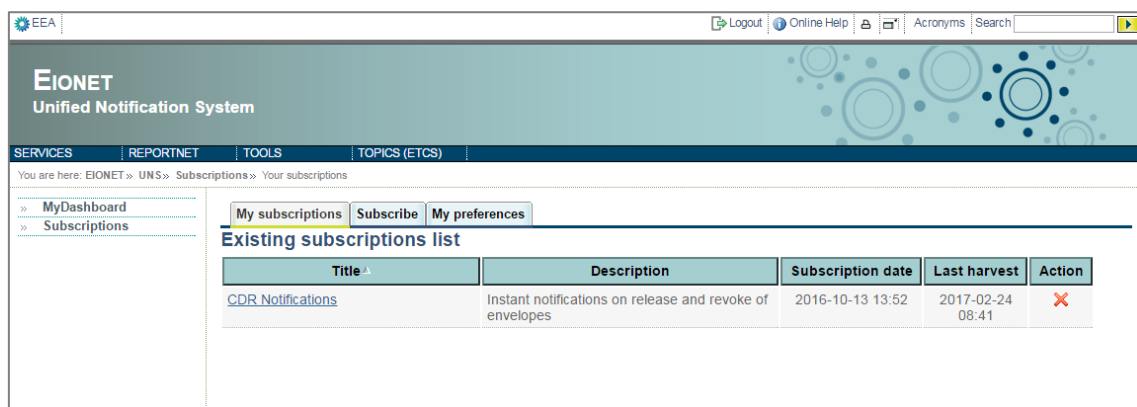 EEA
Logout Online Help Acronyms Search
EIONET
Unified Notification System
SERVICES REPORTNET TOOLS TOPICS (ETCS)
You are here: EIONET » UNS » Subscriptions » Your subscriptions
» MyDashboard
» Subscriptions
My subscriptions Subscribe My preferences
Existing subscriptions list
Title Description Subscription date Last harvest Action
CDR Notifications Instant notifications on release and revoke of 2016-10-13 13:52 2017-02-24
envelopes 08:41